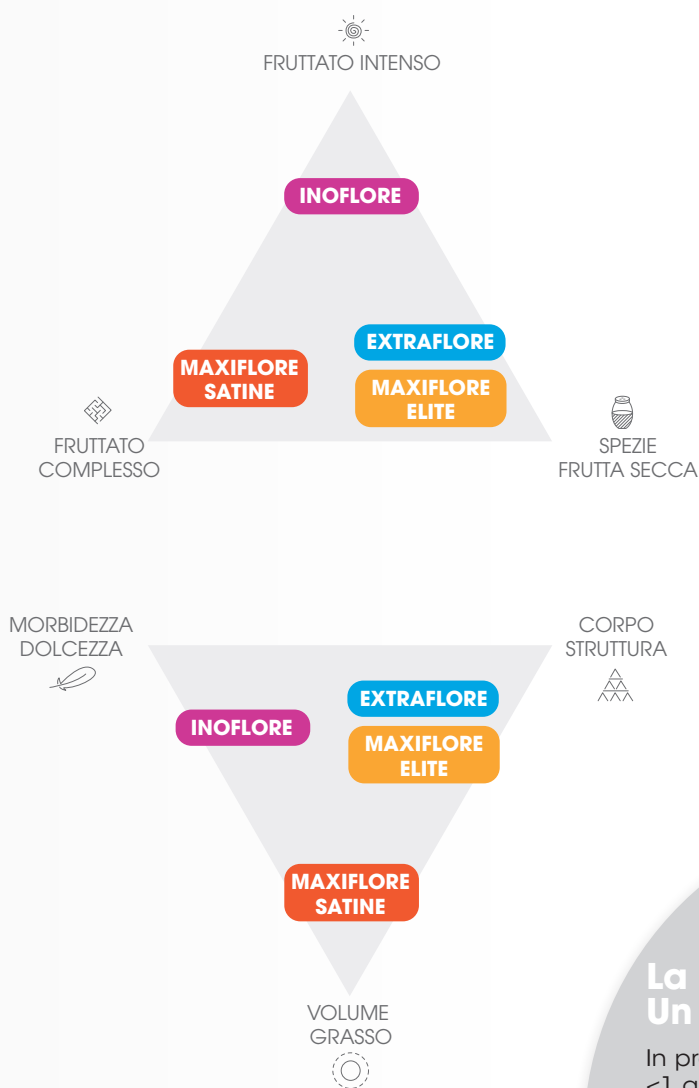 FRUTTATO INTENSO
INOFLORE
EXTRAFLORE
MAXIFLORE
SATINE
MAXIFLORE
ELITE
FRUTTATO
COMPLESSO
SPEZIE
FRUTTA SECCA
MORBIDEZZA
DOLCEZZA
CORPO
STRUTTURA
EXTRAFLORE
INOFLORE
MAXIFLORE
ELITE
MAXIFLORE
SATINE
VOLUME
GRASSO
La
Un
In pr